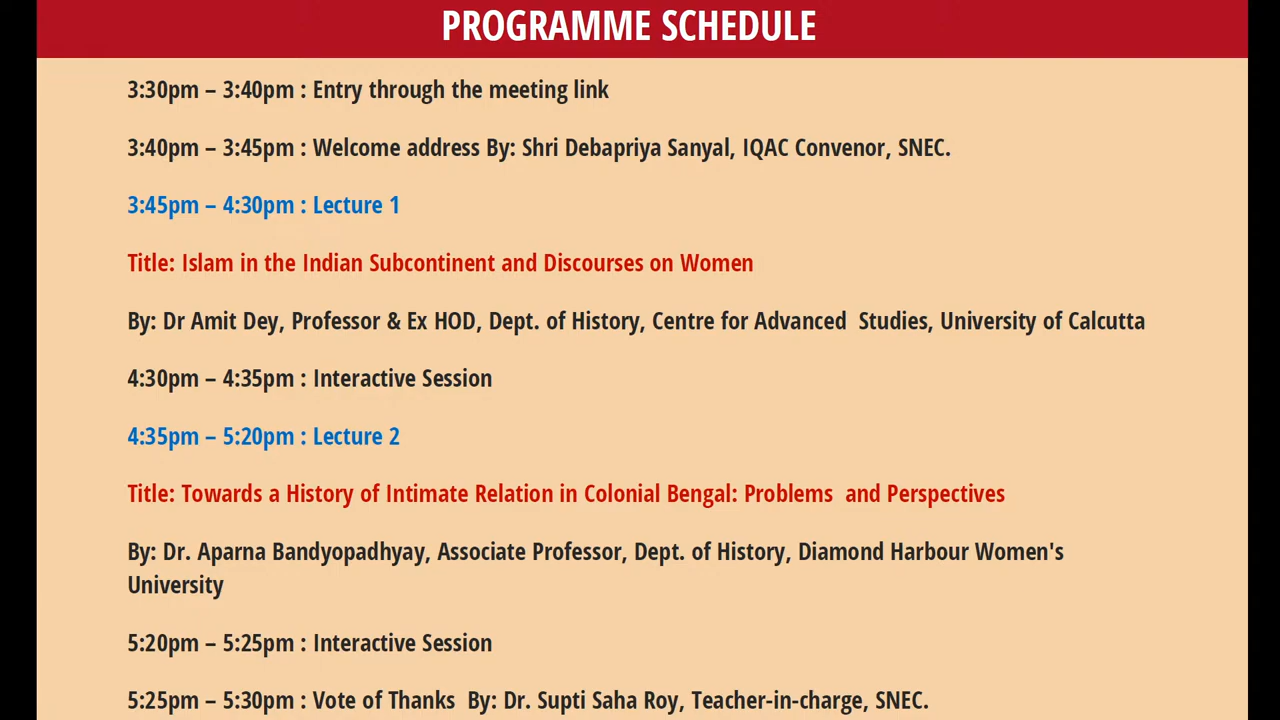 PROGRAMME SCHEDULE
3:30pm – 3:40pm : Entry through the meeting link
3:40pm – 3:45pm : Welcome address By: Shri Debapriya Sanyal, IQAC Convenor, SNEC.
3:45pm – 4:30pm : Lecture 1
Title: Islam in the Indian Subcontinent and Discourses on Women
By: Dr Amit Dey, Professor & Ex HOD, Dept. of History, Centre for Advanced  Studies, University of Calcutta
4:30pm – 4:35pm : Interactive Session
4:35pm – 5:20pm : Lecture 2
Title: Towards a History of Intimate Relation in Colonial Bengal: Problems  and Perspectives
By: Dr. Aparna Bandyopadhyay, Associate Professor, Dept. of History, Diamond Harbour Women's
University
5:20pm – 5:25pm : Interactive Session
5:25pm – 5:30pm : Vote of Thanks  By: Dr. Supti Saha Roy, Teacher-in-charge, SNEC.